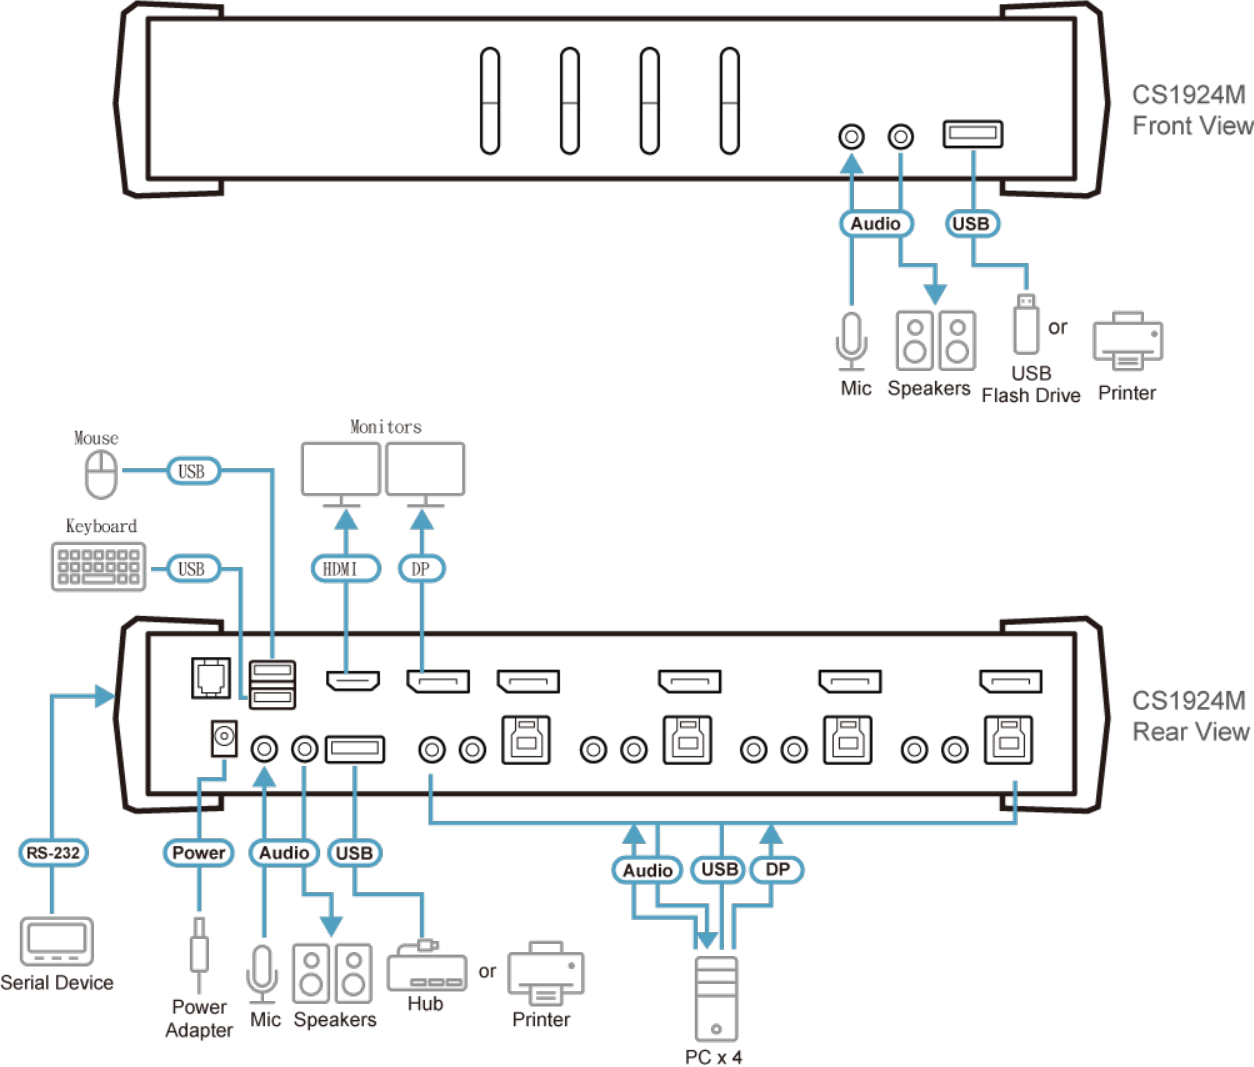 CS1924M
Front View
Audio
USB
Mic
Speakers
USB
Flash Drive
or
Printer
Monitors
Mouse
USB
Keyboard
USB
HDMI
DP
CS1924M
Rear View
RS-232
Power
Audio
USB
Audio
USB
DP
Serial Device
Power
Adapter
Mic
Speakers
Hub
or
Printer
PC x 4